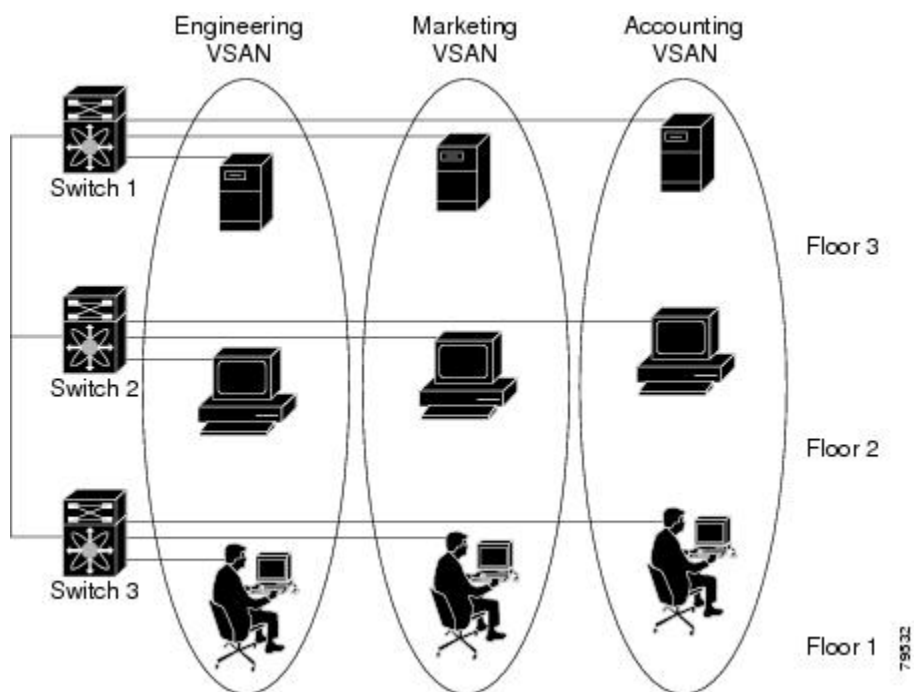 Engineering
VSAN
Marketing
VSAN
Accounting
VSAN
Switch 1
Floor 3
Switch 2
Floor 2
Switch 3
Floor 1
79532